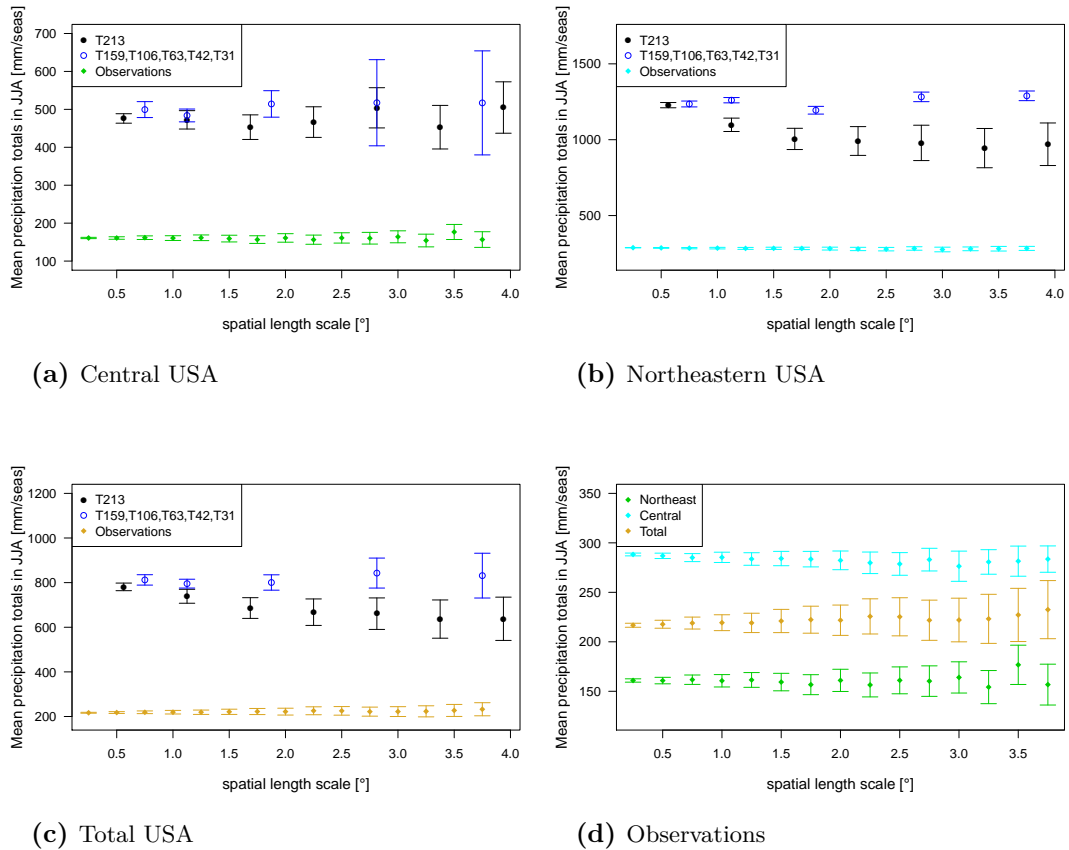 Mean precipitation totals in JJA [mm/seas]
700
600
500
400
300
200
100
T213
T159,T106,T63,T42,T31
Observations
0.5 1.0 1.5 2.0 2.5 3.0 3.5 4.0
spatial length scale [°]
(a) Central USA
Mean precipitation totals in JJA [mm/seas]
1500
1000
500
T213
T159,T106,T63,T42,T31
Observations
0.5 1.0 1.5 2.0 2.5 3.0 3.5 4.0
spatial length scale [°]
(b) Northeastern USA
Mean precipitation totals in JJA [mm/seas]
1200
1000
800
600
400
200
T213
T159,T106,T63,T42,T31
Observations
0.5 1.0 1.5 2.0 2.5 3.0 3.5 4.0
spatial length scale [°]
(c) Total USA
Mean precipitation totals in JJA [mm/seas]
350
300
250
200
150
Northeast
Central
Total
0.5 1.0 1.5 2.0 2.5 3.0 3.5
spatial length scale [°]
(d) Observations